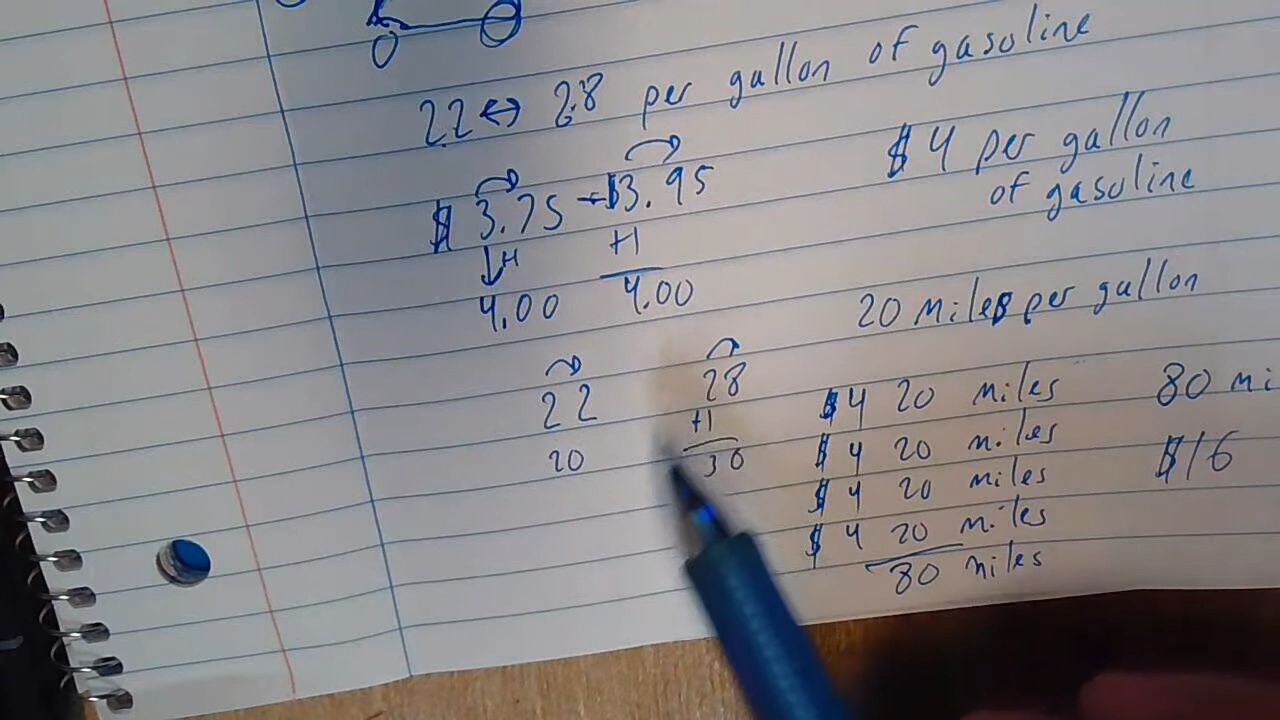 22 ↔ 28 per gallon of gasoline
$4 per gallon
of gasoline
$ 3.75 - $3.95
↓+1 +1
4.00 4.00
20 miles per gallon
22 28
+1
20 30
$4 20 miles
$4 20 miles
$4 20 miles
$4 20 miles
80 miles
80 mi
$16